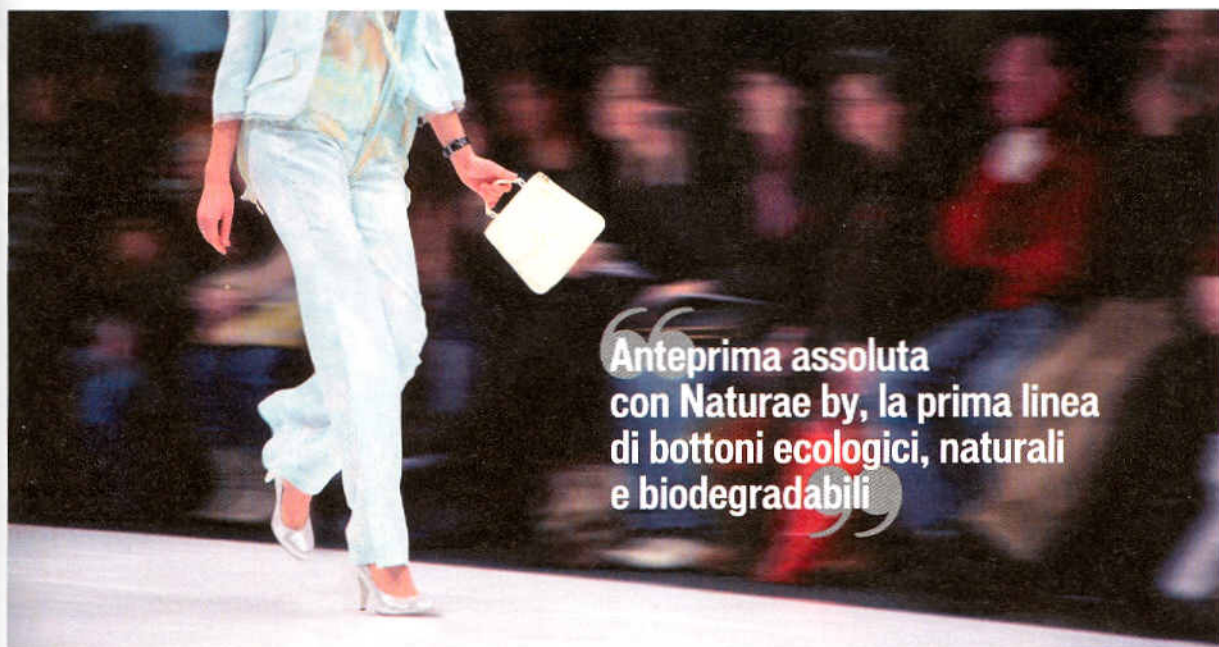 “Anteprima assoluta
con Naturae by, la prima linea
di bottoni ecologici, naturali
e biodegradabili”